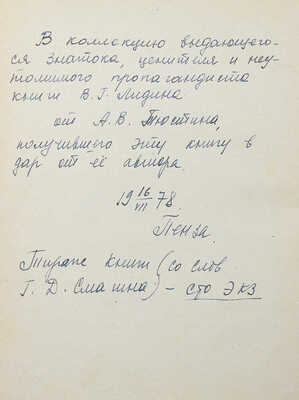 В коллекцию выдающего-
ся знатока, ценителя и неу-
томимого пропагандиста
книги В. Г. Лидина
от А. В. Тюстина,
получившего эту книгу в
дар от её автора.
19 16/VII 78.
Пенза.
Тираж книги (со слов
Г. Д. Смагина) – сто экз